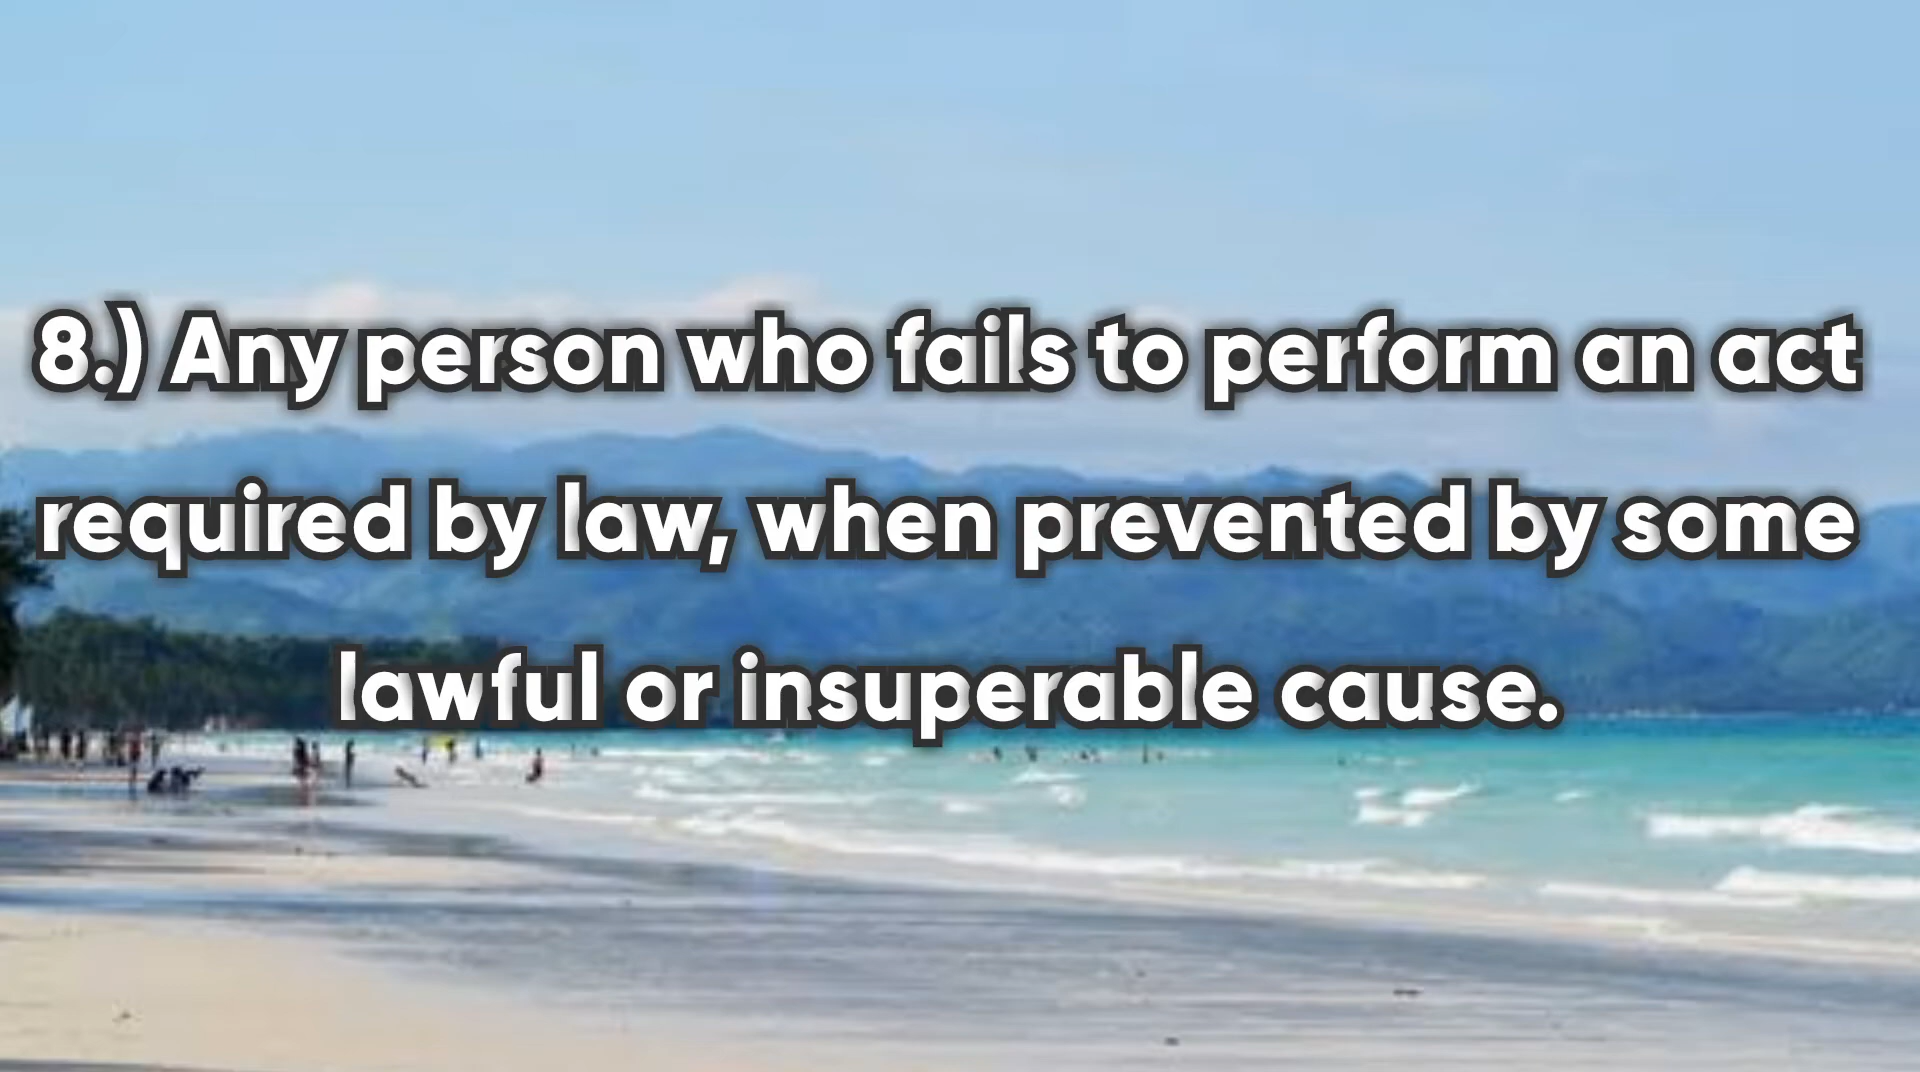 8.) Any person who fails to perform an act
required by law, when prevented by some
lawful or insuperable cause.